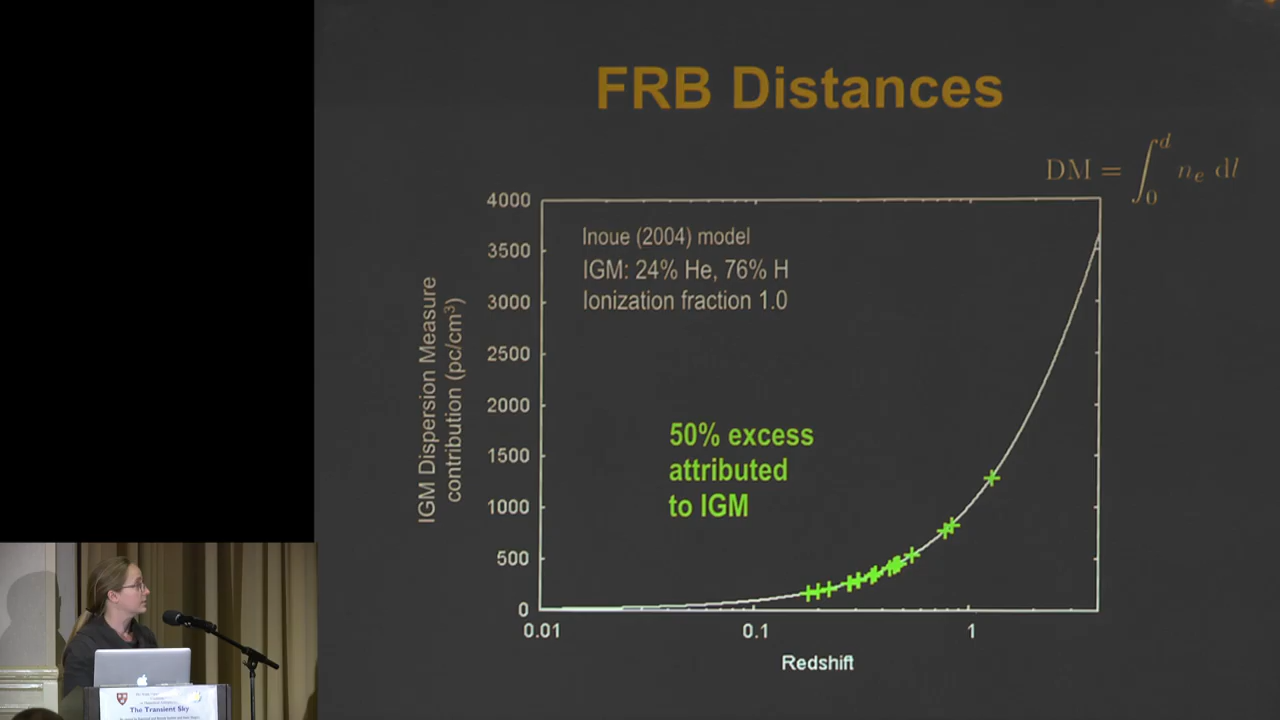 FRB Distances
DM = ∫₀ᵈ nₑ dl
4000
3500
3000
2500
2000
1500
1000
500
0
IGM Dispersion Measure
contribution (pc/cm³)
Inoue (2004) model
IGM: 24% He, 76% H
Ionization fraction 1.0
50% excess
attributed
to IGM
0.01
0.1
1
Redshift
The Transient Sky